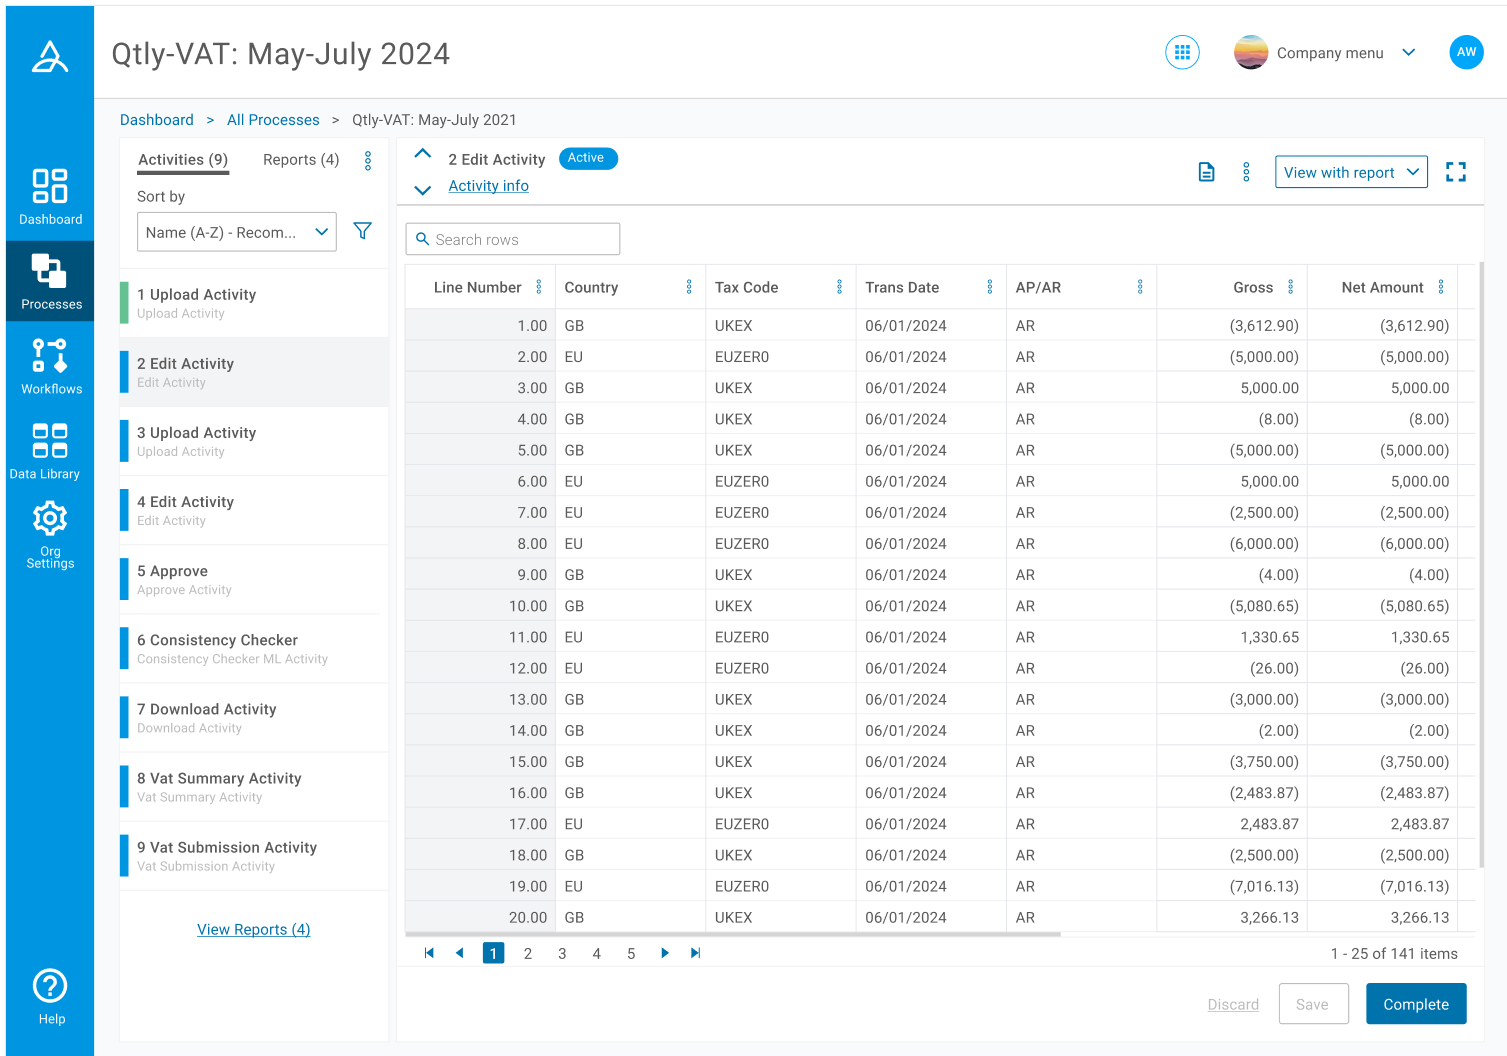 Qtly-VAT: May-July 2024
Company menu
AW
Dashboard > All Processes > Qtly-VAT: May-July 2021
Dashboard
Processes
Workflows
Data Library
Org
Settings
Help
Activities (9) Reports (4)
Sort by
Name (A-Z) - Recom...
1 Upload Activity
Upload Activity
2 Edit Activity
Edit Activity
3 Upload Activity
Upload Activity
4 Edit Activity
Edit Activity
5 Approve
Approve Activity
6 Consistency Checker
Consistency Checker ML Activity
7 Download Activity
Download Activity
8 Vat Summary Activity
Vat Summary Activity
9 Vat Submission Activity
Vat Submission Activity
View Reports (4)
2 Edit Activity Active
Activity info
View with report
Search rows
Line Number Country Tax Code Trans Date AP/AR Gross Net Amount
1.00 GB UKEX 06/01/2024 AR (3,612.90) (3,612.90)
2.00 EU EUZER0 06/01/2024 AR (5,000.00) (5,000.00)
3.00 GB UKEX 06/01/2024 AR 5,000.00 5,000.00
4.00 GB UKEX 06/01/2024 AR (8.00) (8.00)
5.00 GB UKEX 06/01/2024 AR (5,000.00) (5,000.00)
6.00 EU EUZER0 06/01/2024 AR 5,000.00 5,000.00
7.00 EU EUZER0 06/01/2024 AR (2,500.00) (2,500.00)
8.00 EU EUZER0 06/01/2024 AR (6,000.00) (6,000.00)
9.00 GB UKEX 06/01/2024 AR (4.00) (4.00)
10.00 GB UKEX 06/01/2024 AR (5,080.65) (5,080.65)
11.00 EU EUZER0 06/01/2024 AR 1,330.65 1,330.65
12.00 EU EUZER0 06/01/2024 AR (26.00) (26.00)
13.00 GB UKEX 06/01/2024 AR (3,000.00) (3,000.00)
14.00 GB UKEX 06/01/2024 AR (2.00) (2.00)
15.00 GB UKEX 06/01/2024 AR (3,750.00) (3,750.00)
16.00 GB UKEX 06/01/2024 AR (2,483.87) (2,483.87)
17.00 EU EUZER0 06/01/2024 AR 2,483.87 2,483.87
18.00 GB UKEX 06/01/2024 AR (2,500.00) (2,500.00)
19.00 EU EUZER0 06/01/2024 AR (7,016.13) (7,016.13)
20.00 GB UKEX 06/01/2024 AR 3,266.13 3,266.13
1 2 3 4 5 1 - 25 of 141 items
Discard Save Complete